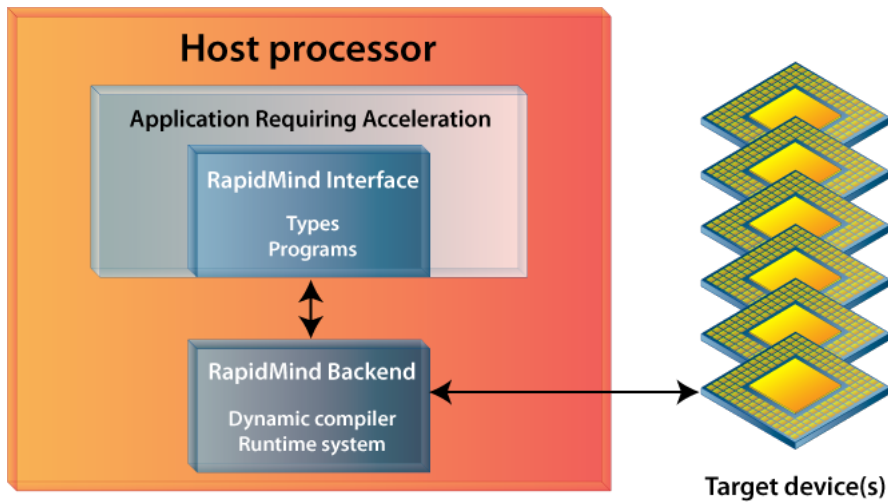 Host processor
Application Requiring Acceleration
RapidMind Interface
Types
Programs
RapidMind Backend
Dynamic compiler
Runtime system
Target device(s)